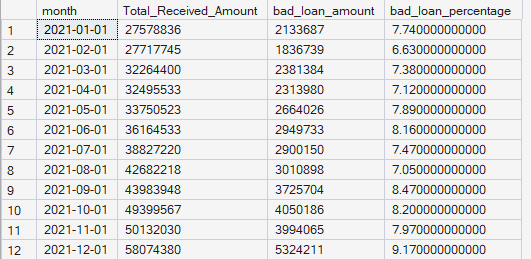 month Total_Received_Amount bad_loan_amount bad_loan_percentage
1 2021-01-01 27578836 2133687 7.740000000000
2 2021-02-01 27717745 1836739 6.630000000000
3 2021-03-01 32264400 2381384 7.380000000000
4 2021-04-01 32495533 2313980 7.120000000000
5 2021-05-01 33750523 2664026 7.890000000000
6 2021-06-01 36164533 2949733 8.160000000000
7 2021-07-01 38827220 2900150 7.470000000000
8 2021-08-01 42682218 3010898 7.050000000000
9 2021-09-01 43983948 3725704 8.470000000000
10 2021-10-01 49399567 4050186 8.200000000000
11 2021-11-01 50132030 3994065 7.970000000000
12 2021-12-01 58074380 5324211 9.170000000000